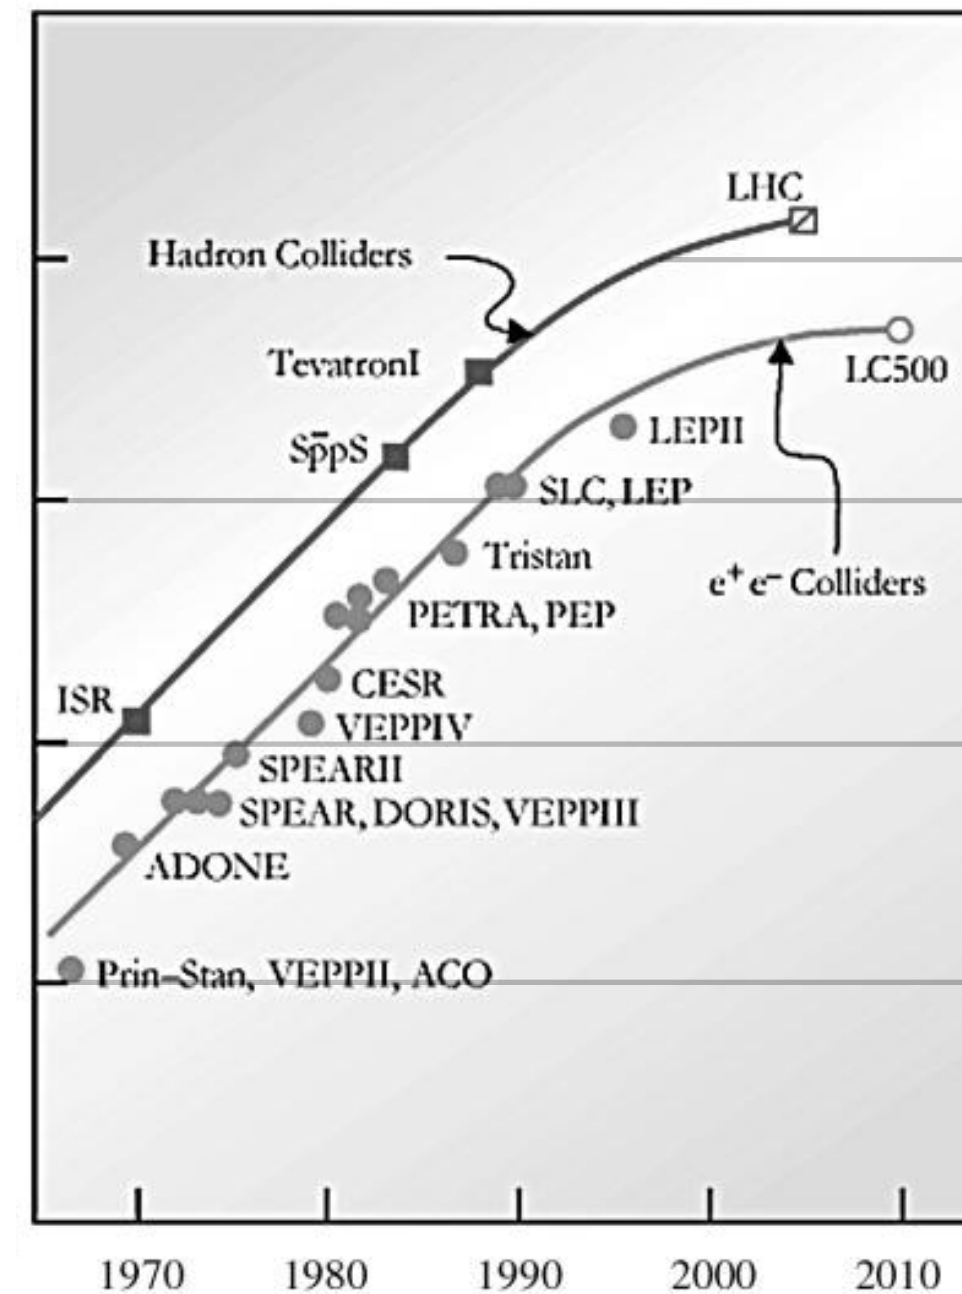 LHC
Hadron Colliders
TevatronI
LC500
Sp̄pS
LEPII
SLC, LEP
Tristan
e⁺e⁻ Colliders
PETRA, PEP
ISR
CESR
VEPPIV
SPEARII
SPEAR, DORIS, VEPPIII
ADONE
Prin–Stan, VEPPII, ACO
1970 1980 1990 2000 2010